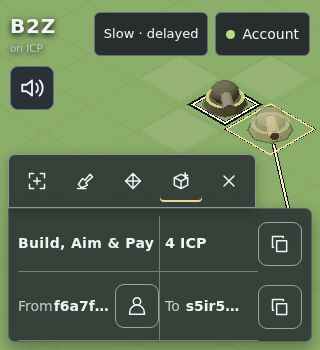 B2Z
on ICP
Slow · delayed
Account
Build, Aim & Pay 4 ICP
From f6a7f... To s5ir5...